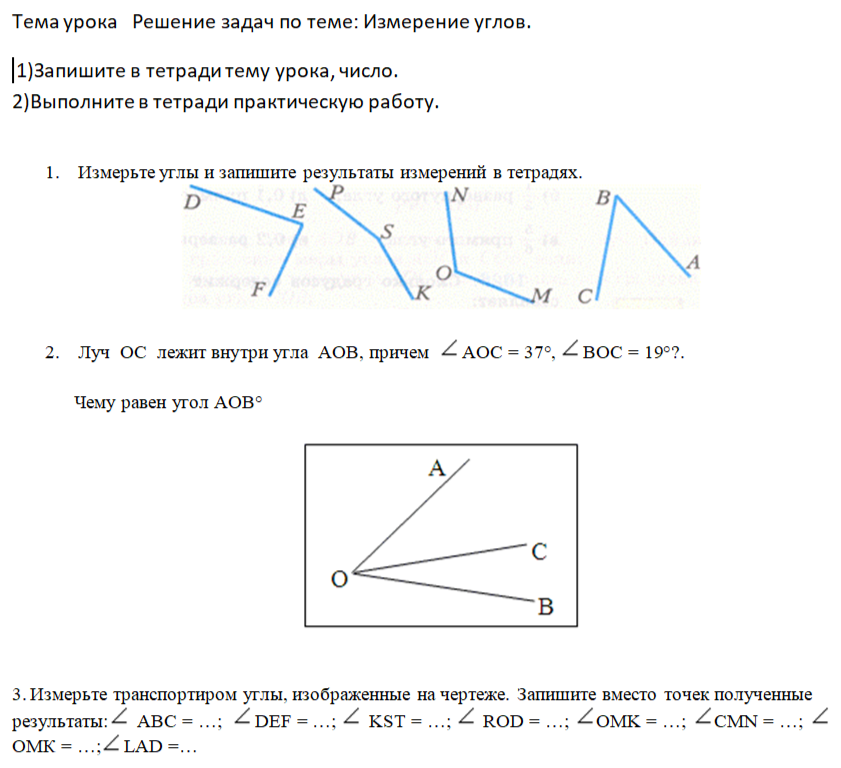 Тема урока Решение задач по теме: Измерение углов.
1)Запишите в тетради тему урока, число.
2)Выполните в тетради практическую работу.
1. Измерьте углы и запишите результаты измерений в тетрадях.
D E F P S K N O M B C A
2. Луч ОС лежит внутри угла АОВ, причем ∠ АОС = 37°, ∠ ВОС = 19°?.
Чему равен угол АОВ°
A
C
O
B
3. Измерьте транспортиром углы, изображенные на чертеже. Запишите вместо точек полученные
результаты: ∠ АВС = …; ∠ DEF = …; ∠ KST = …; ∠ ROD = …; ∠OMK = …; ∠CMN = …; ∠
ОМК = …;∠ LAD =…